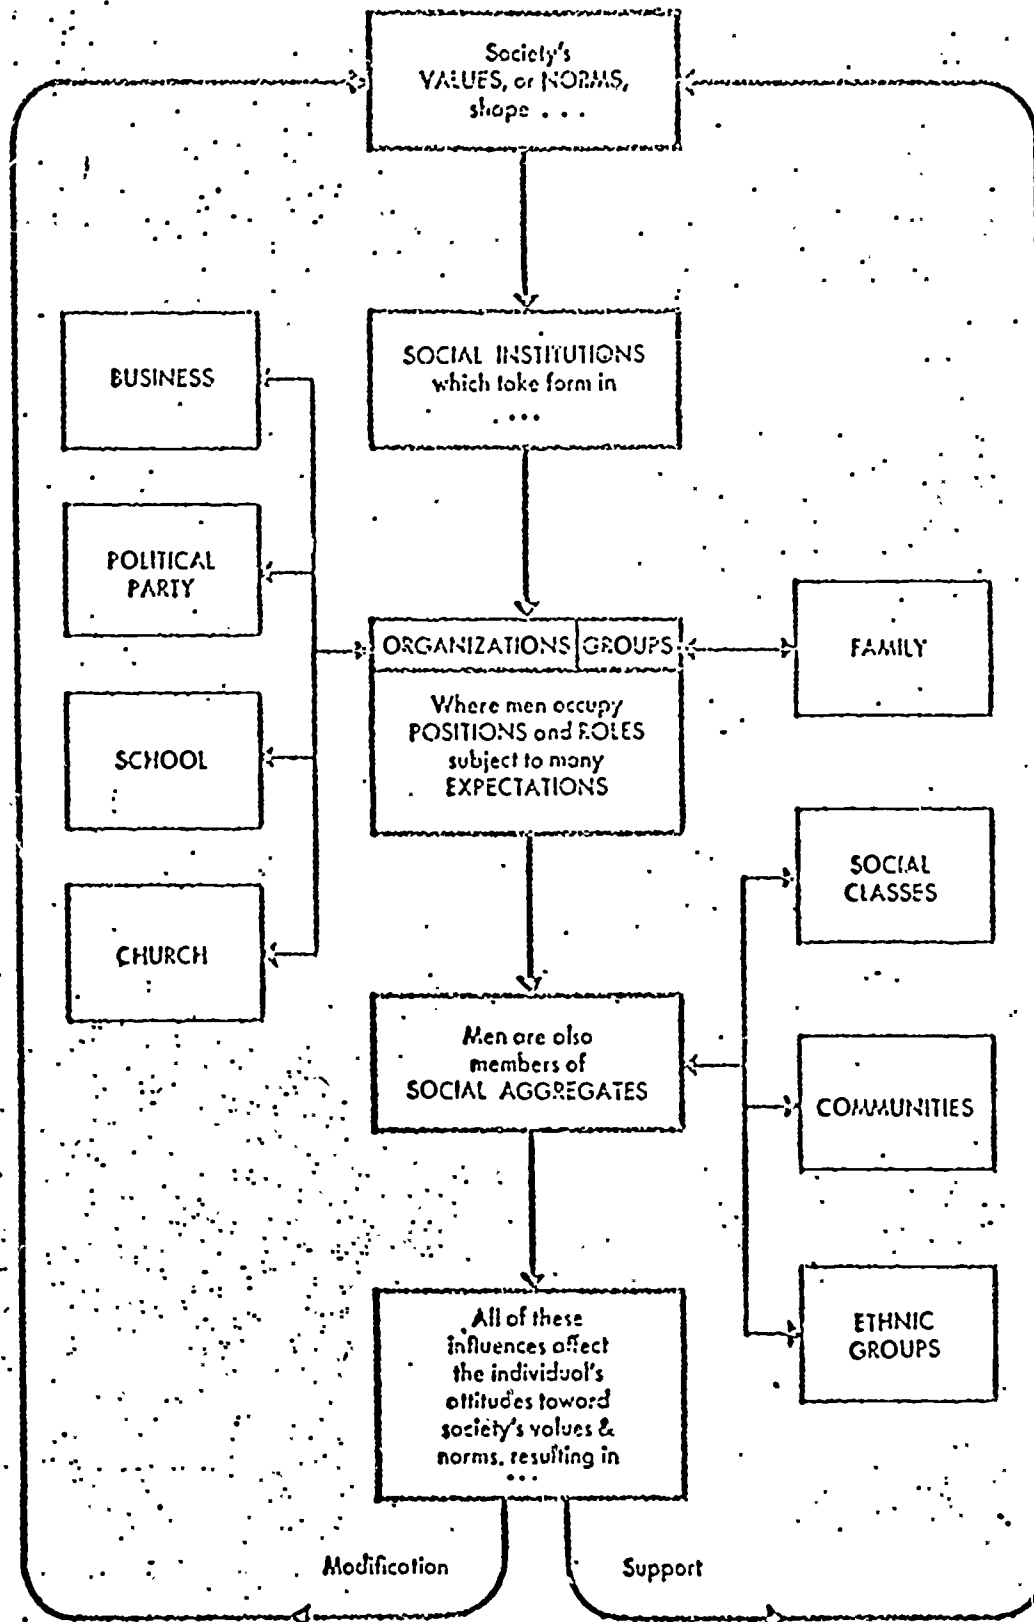 Society's
VALUES, or NORMS,
shape . . .
SOCIAL INSTITUTIONS
which take form in
. . .
BUSINESS
POLITICAL
PARTY
SCHOOL
CHURCH
ORGANIZATIONS GROUPS
Where men occupy
POSITIONS and ROLES
subject to many
EXPECTATIONS
FAMILY
Men are also
members of
SOCIAL AGGREGATES
SOCIAL
CLASSES
COMMUNITIES
ETHNIC
GROUPS
All of these
influences affect
the individual's
attitudes toward
society's values &
norms, resulting in
. . .
Modification
Support